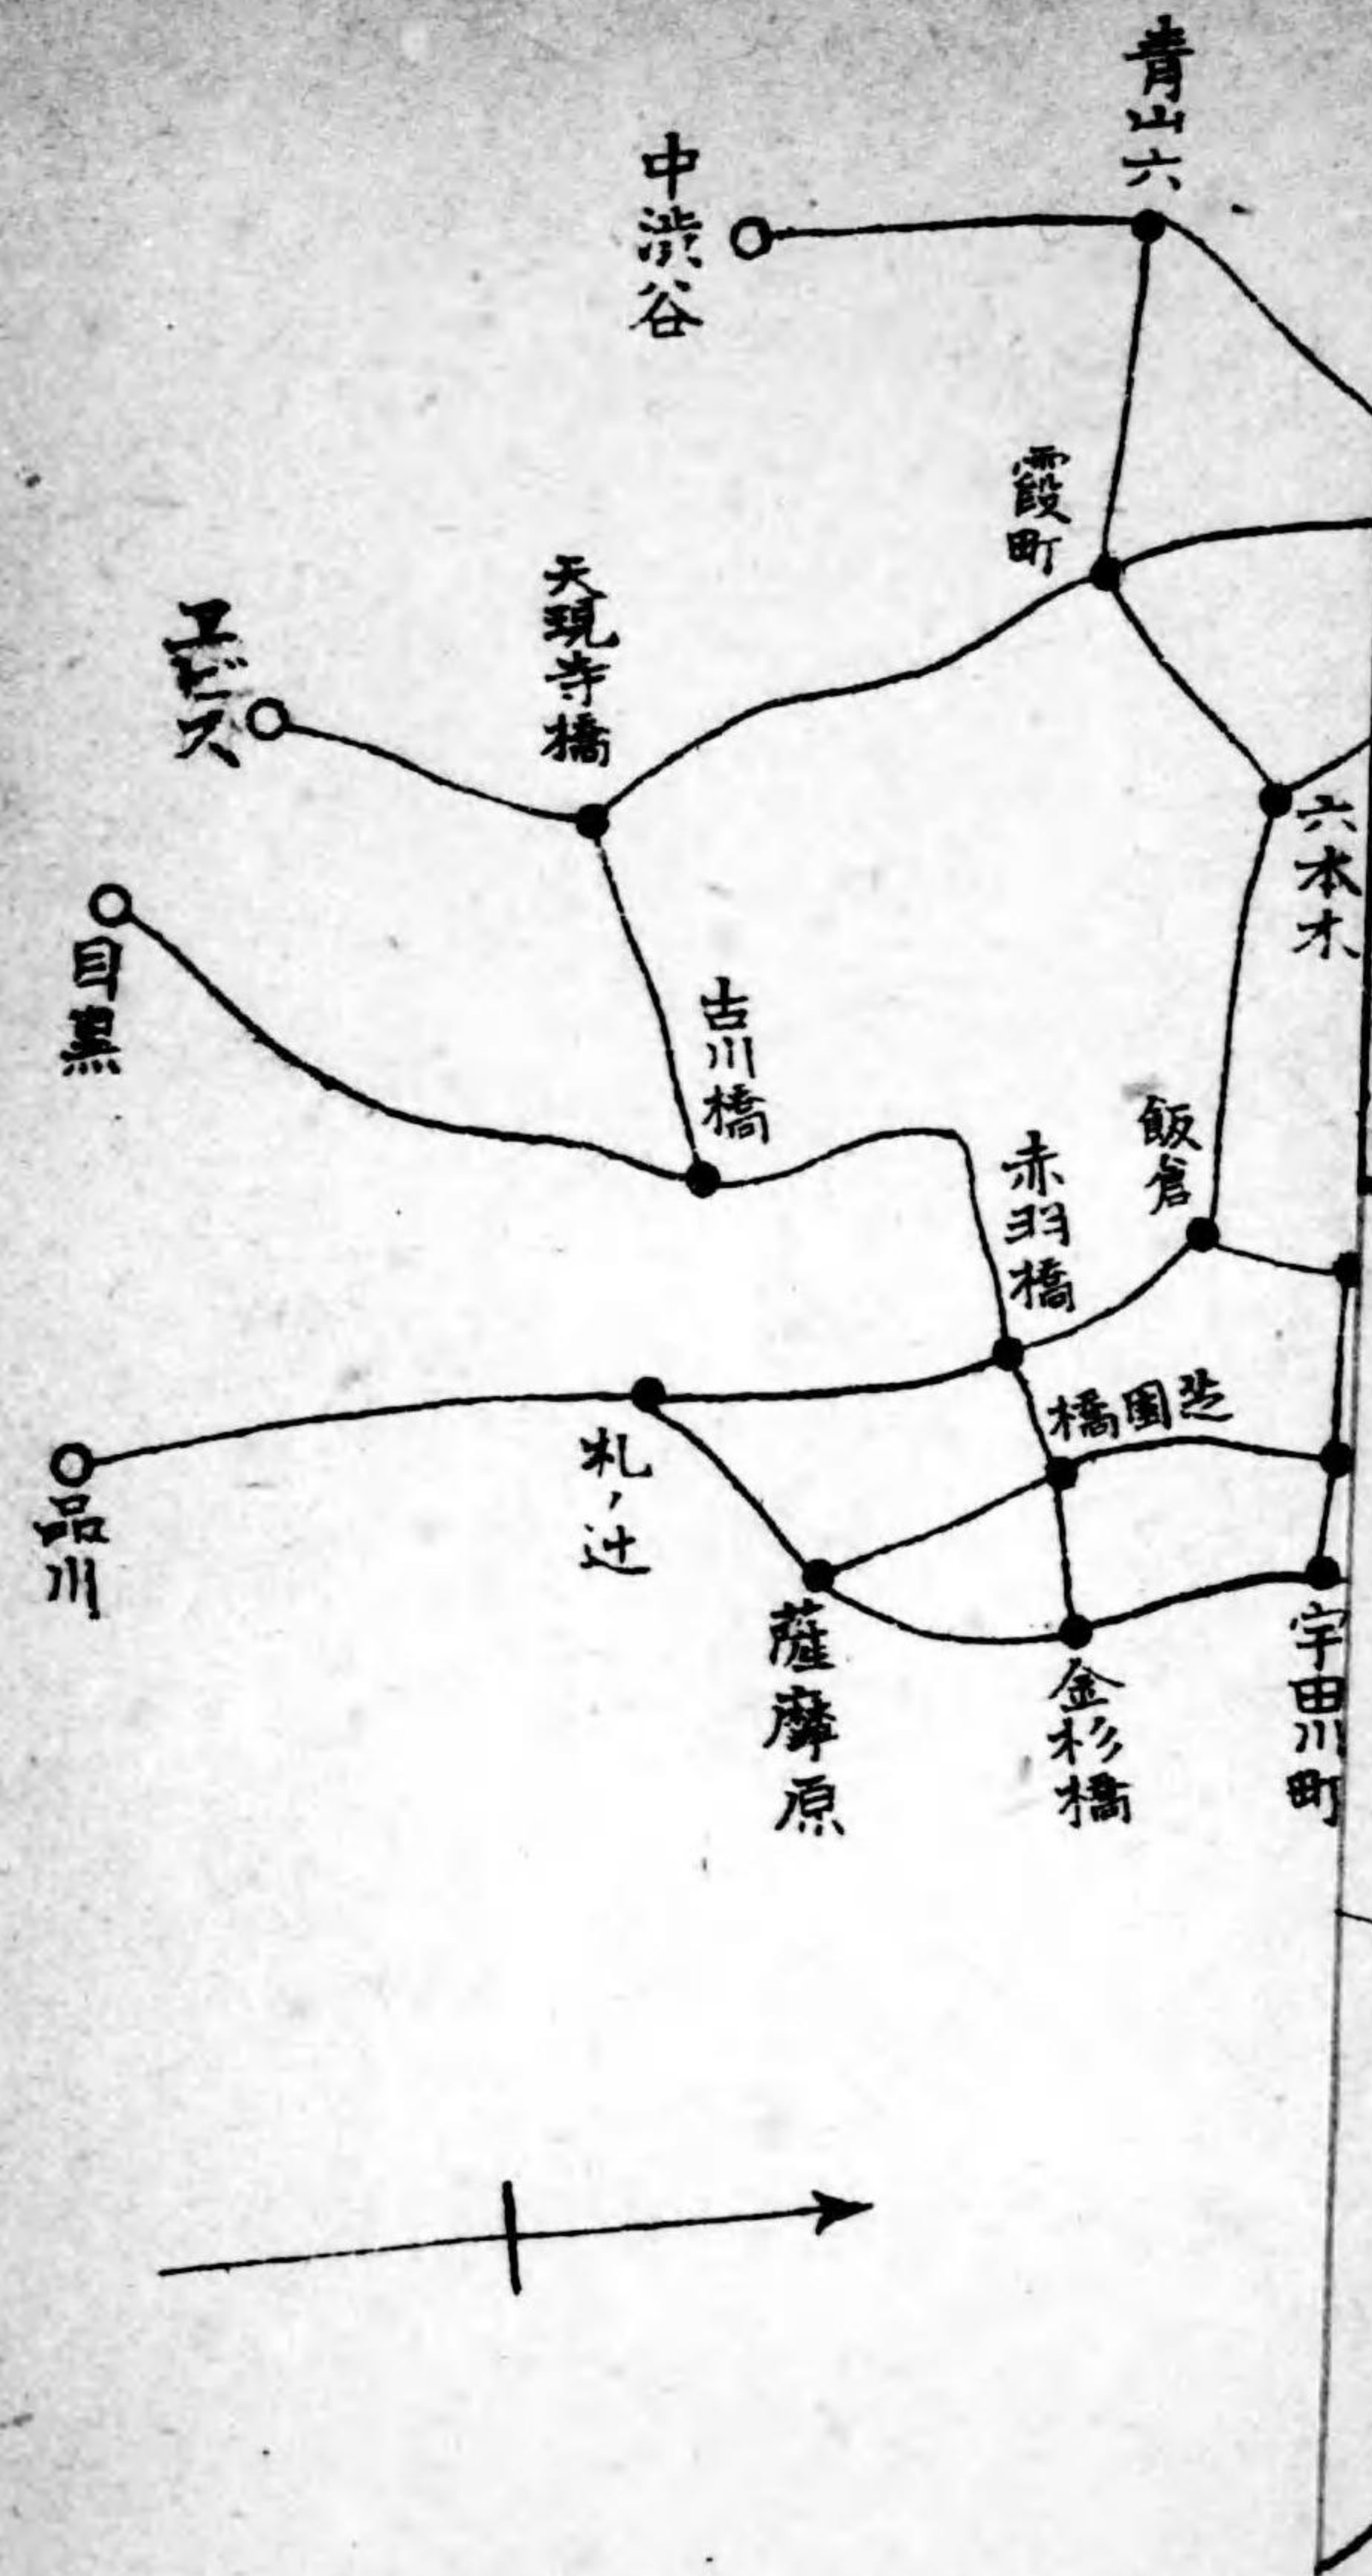 青山六
中渋谷
霞町
天現寺橋
エビス
六本木
目黒
古川橋
飯倉
赤羽橋
橋園芝
札ノ辻
品川
薩摩原
金杉橋
宇田川町